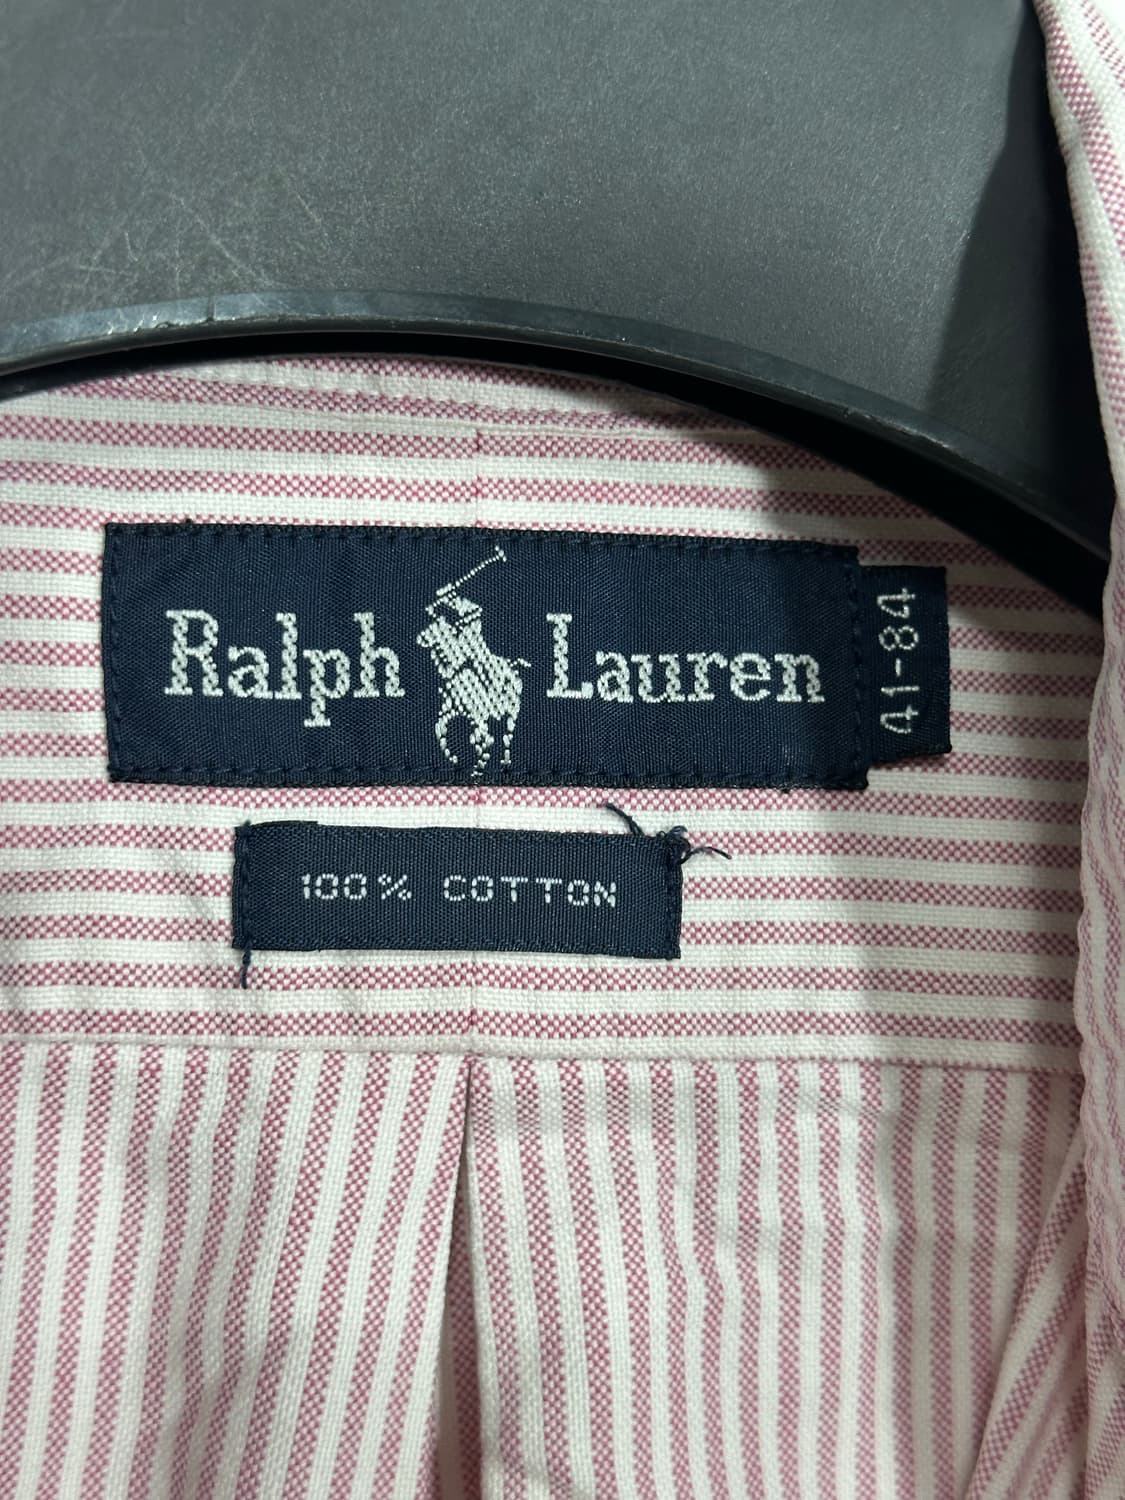 Ralph Lauren
41-84
100% COTTON